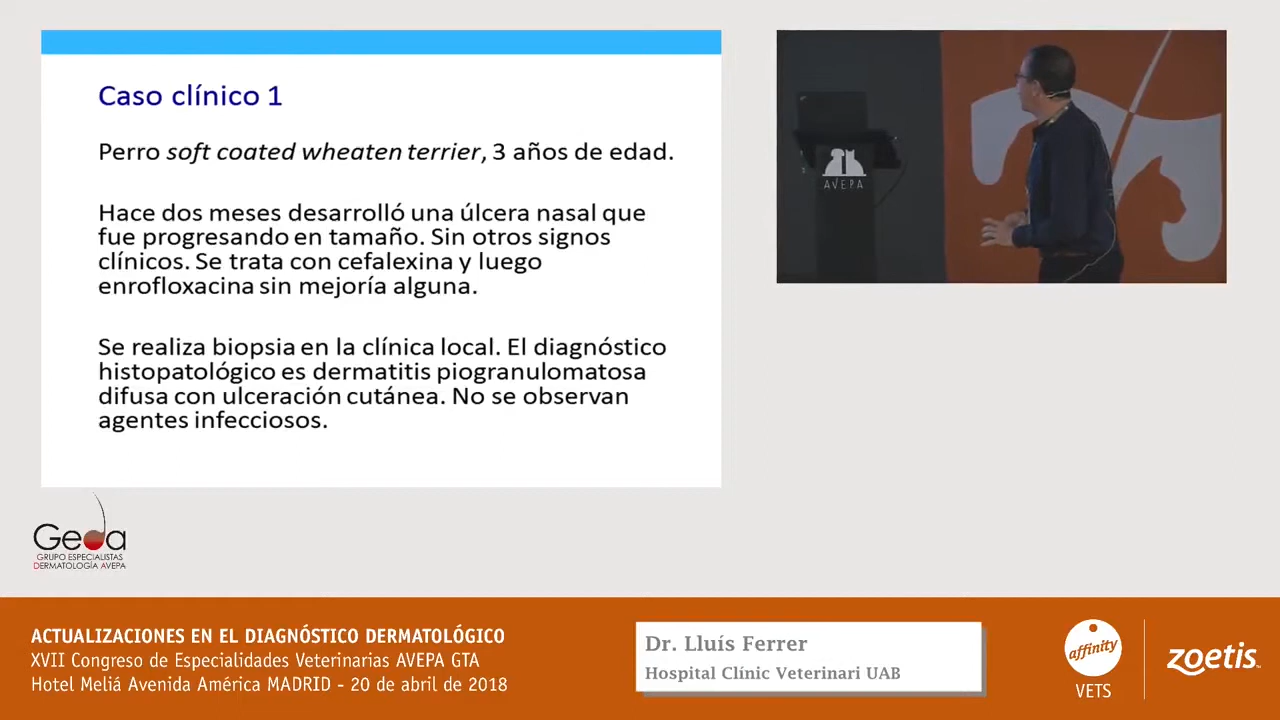 Caso clínico 1
Perro soft coated wheaten terrier, 3 años de edad.
Hace dos meses desarrolló una úlcera nasal que
fue progresando en tamaño. Sin otros signos
clínicos. Se trata con cefalexina y luego
enrofloxacina sin mejoría alguna.
Se realiza biopsia en la clínica local. El diagnóstico
histopatológico es dermatitis piogranulomatosa
difusa con ulceración cutánea. No se observan
agentes infecciosos.
AVEPA
Geda
GRUPO ESPECIALISTAS
DERMATOLOGÍA AVEPA
ACTUALIZACIONES EN EL DIAGNÓSTICO DERMATOLÓGICO
XVII Congreso de Especialidades Veterinarias AVEPA GTA
Hotel Meliá Avenida América MADRID - 20 de abril de 2018
Dr. Lluís Ferrer
Hospital Clínic Veterinari UAB
affinity
VETS
zoetis